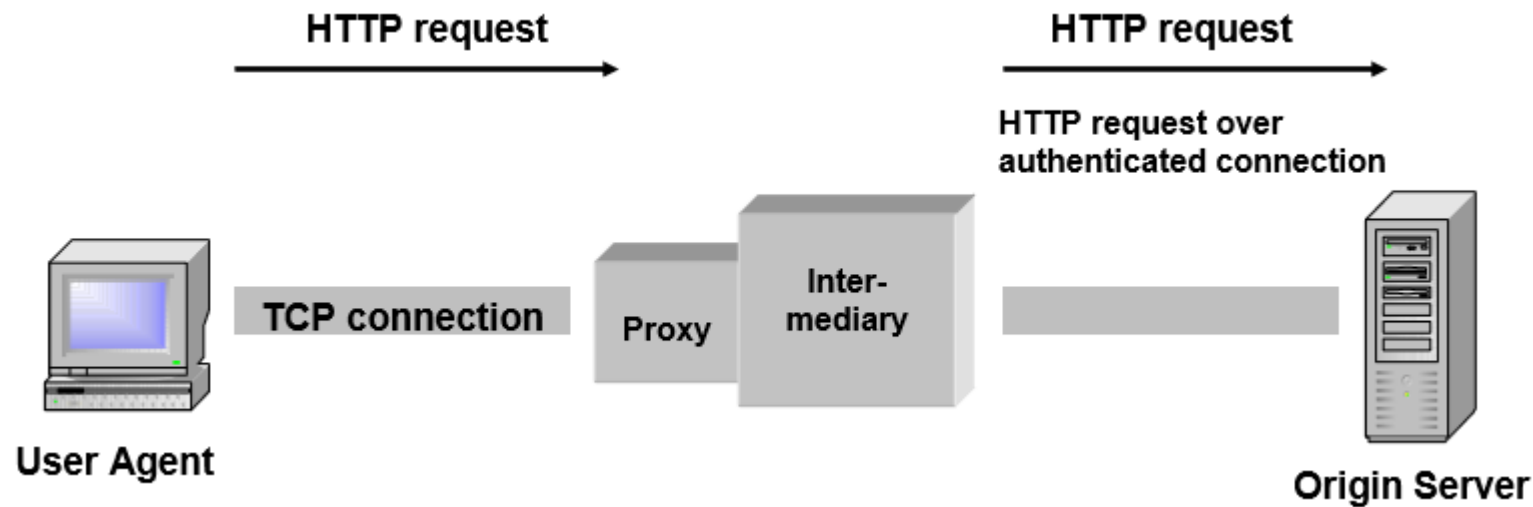 HTTP request
HTTP request
HTTP request over
authenticated connection
TCP connection
Proxy
Inter-
mediary
User Agent
Origin Server